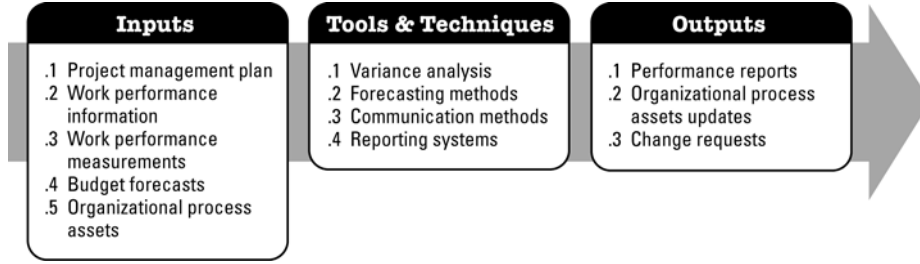 Inputs
.1 Project management plan
.2 Work performance
information
.3 Work performance
measurements
.4 Budget forecasts
.5 Organizational process
assets
Tools & Techniques
.1 Variance analysis
.2 Forecasting methods
.3 Communication methods
.4 Reporting systems
Outputs
.1 Performance reports
.2 Organizational process
assets updates
.3 Change requests